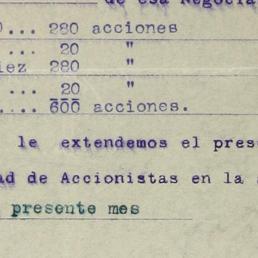 de esa Negocia
... 280 acciones
... 20 "
iez 280 "
... 20 "
.... 600 acciones.
le extendemos el pres
ad de Accionistas en la
presente mes